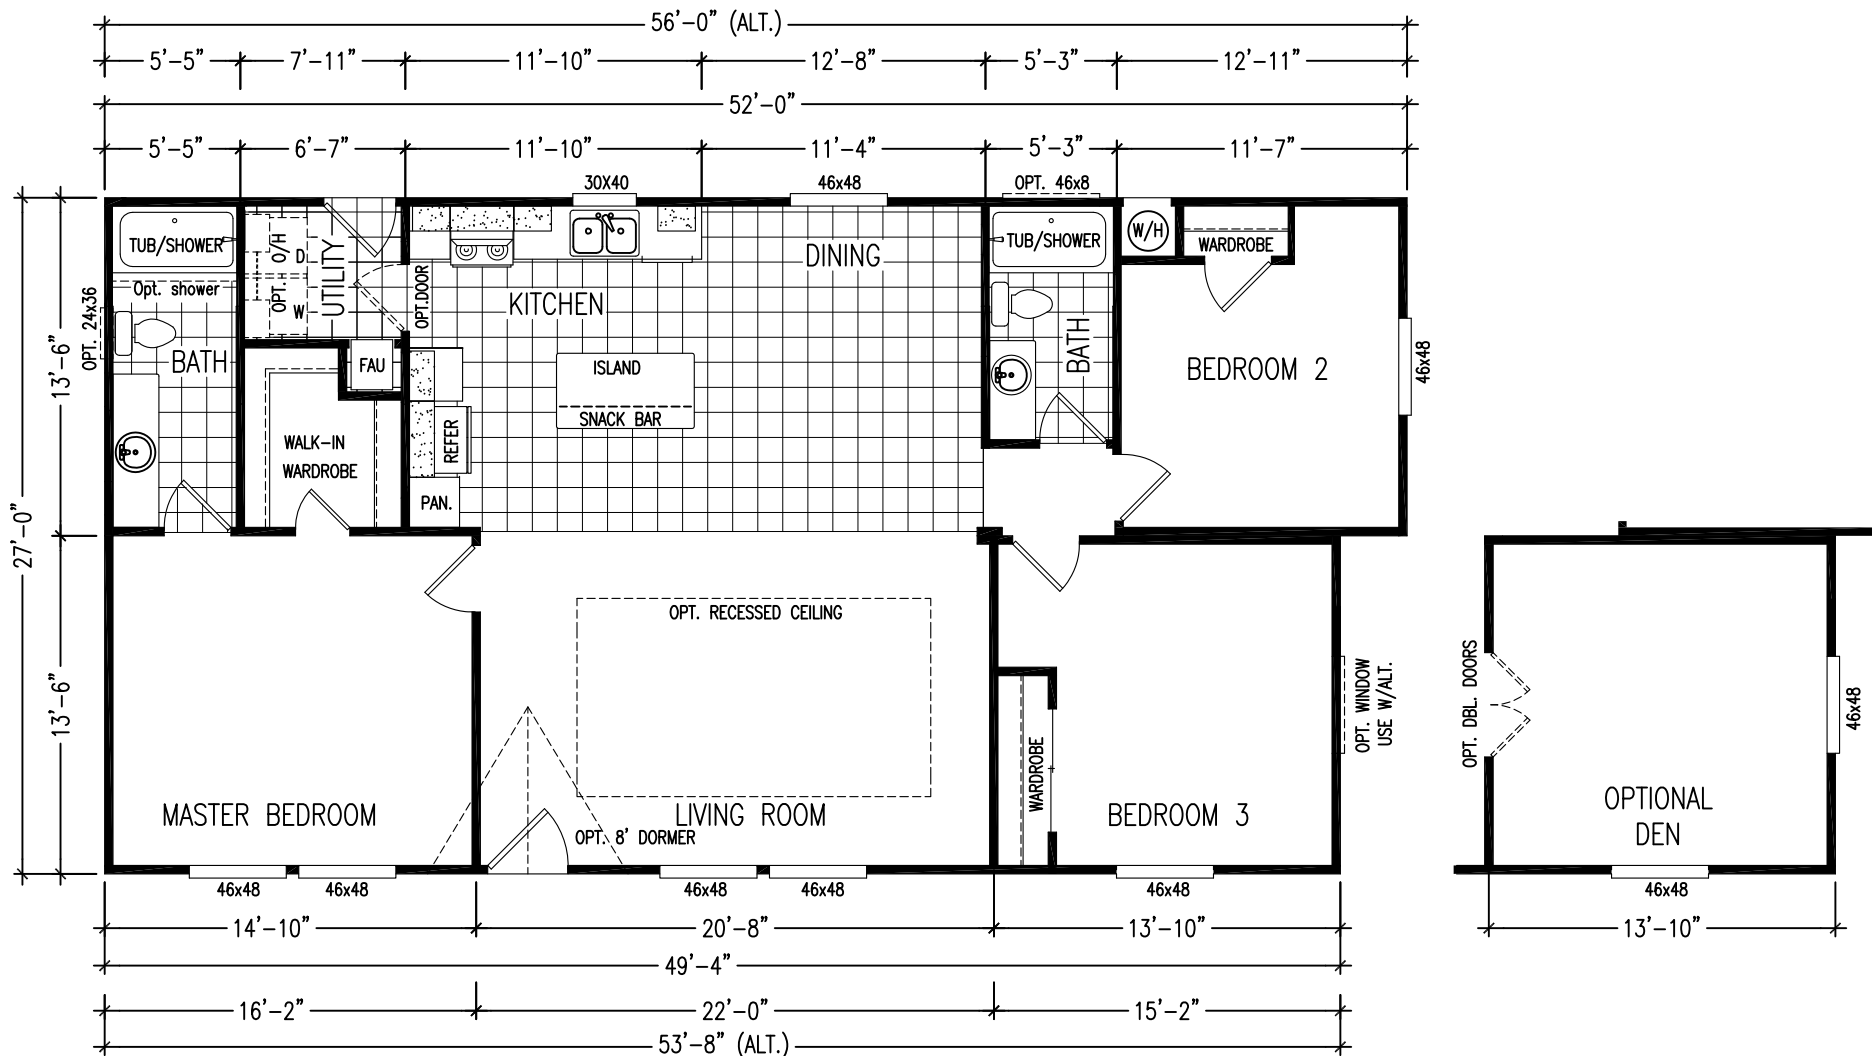 56'-0" (ALT.)
5'-5" 7'-11" 11'-10" 12'-8" 5'-3" 12'-11"
52'-0"
5'-5" 6'-7" 11'-10" 11'-4" 5'-3" 11'-7"
30X40
46x48
OPT. 46x8
TUB/SHOWER
Opt. shower
OPT. 24x36
BATH
OPT. O/H
D
W
UTILITY
OPT.DOOR
FAU
WALK-IN
WARDROBE
KITCHEN
DINING
ISLAND
SNACK BAR
REFER
PAN.
TUB/SHOWER
BATH
W/H
WARDROBE
BEDROOM 2
46x48
13'-6"
27'-0"
13'-6"
OPT. RECESSED CEILING
MASTER BEDROOM
LIVING ROOM
OPT. 8' DORMER
WARDROBE
BEDROOM 3
OPT. WINDOW
USE W/ALT.
OPT. DBL. DOORS
OPTIONAL
DEN
46x48
46x48 46x48 46x48 46x48 46x48 46x48
14'-10" 20'-8" 13'-10" 13'-10"
49'-4"
16'-2" 22'-0" 15'-2"
53'-8" (ALT.)